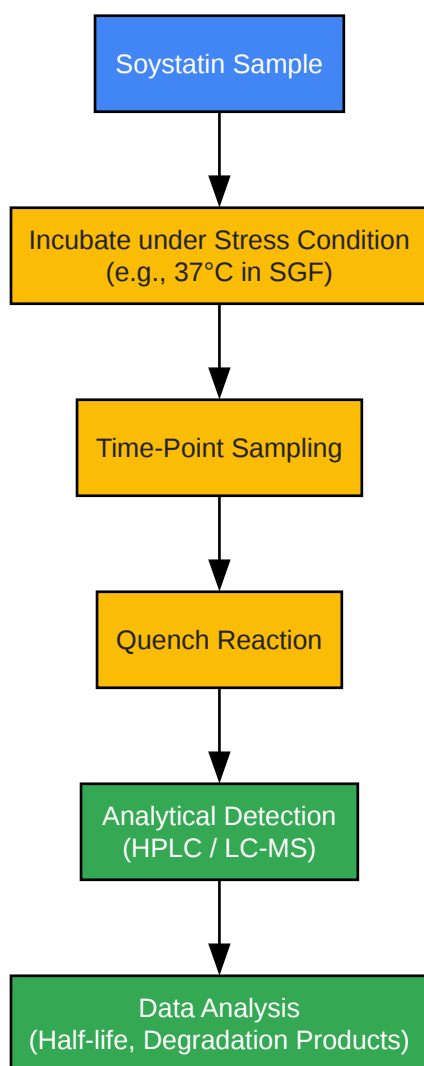 Soystatin Sample
Incubate under Stress Condition
(e.g., 37°C in SGF)
Time-Point Sampling
Quench Reaction
Analytical Detection
(HPLC / LC-MS)
Data Analysis
(Half-life, Degradation Products)